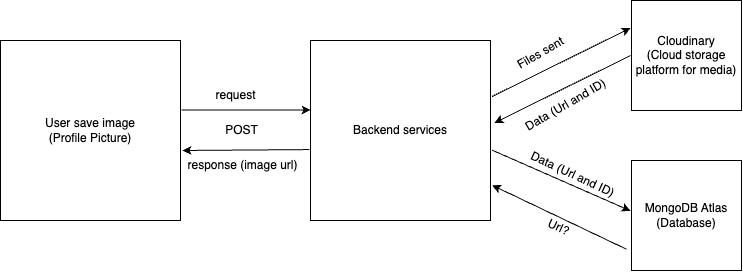 User save image
(Profile Picture)
request
POST
response (image url)
Backend services
Files sent
Data (Url and ID)
Cloudinary
(Cloud storage
platform for media)
Data (Url and ID)
Url?
MongoDB Atlas
(Database)